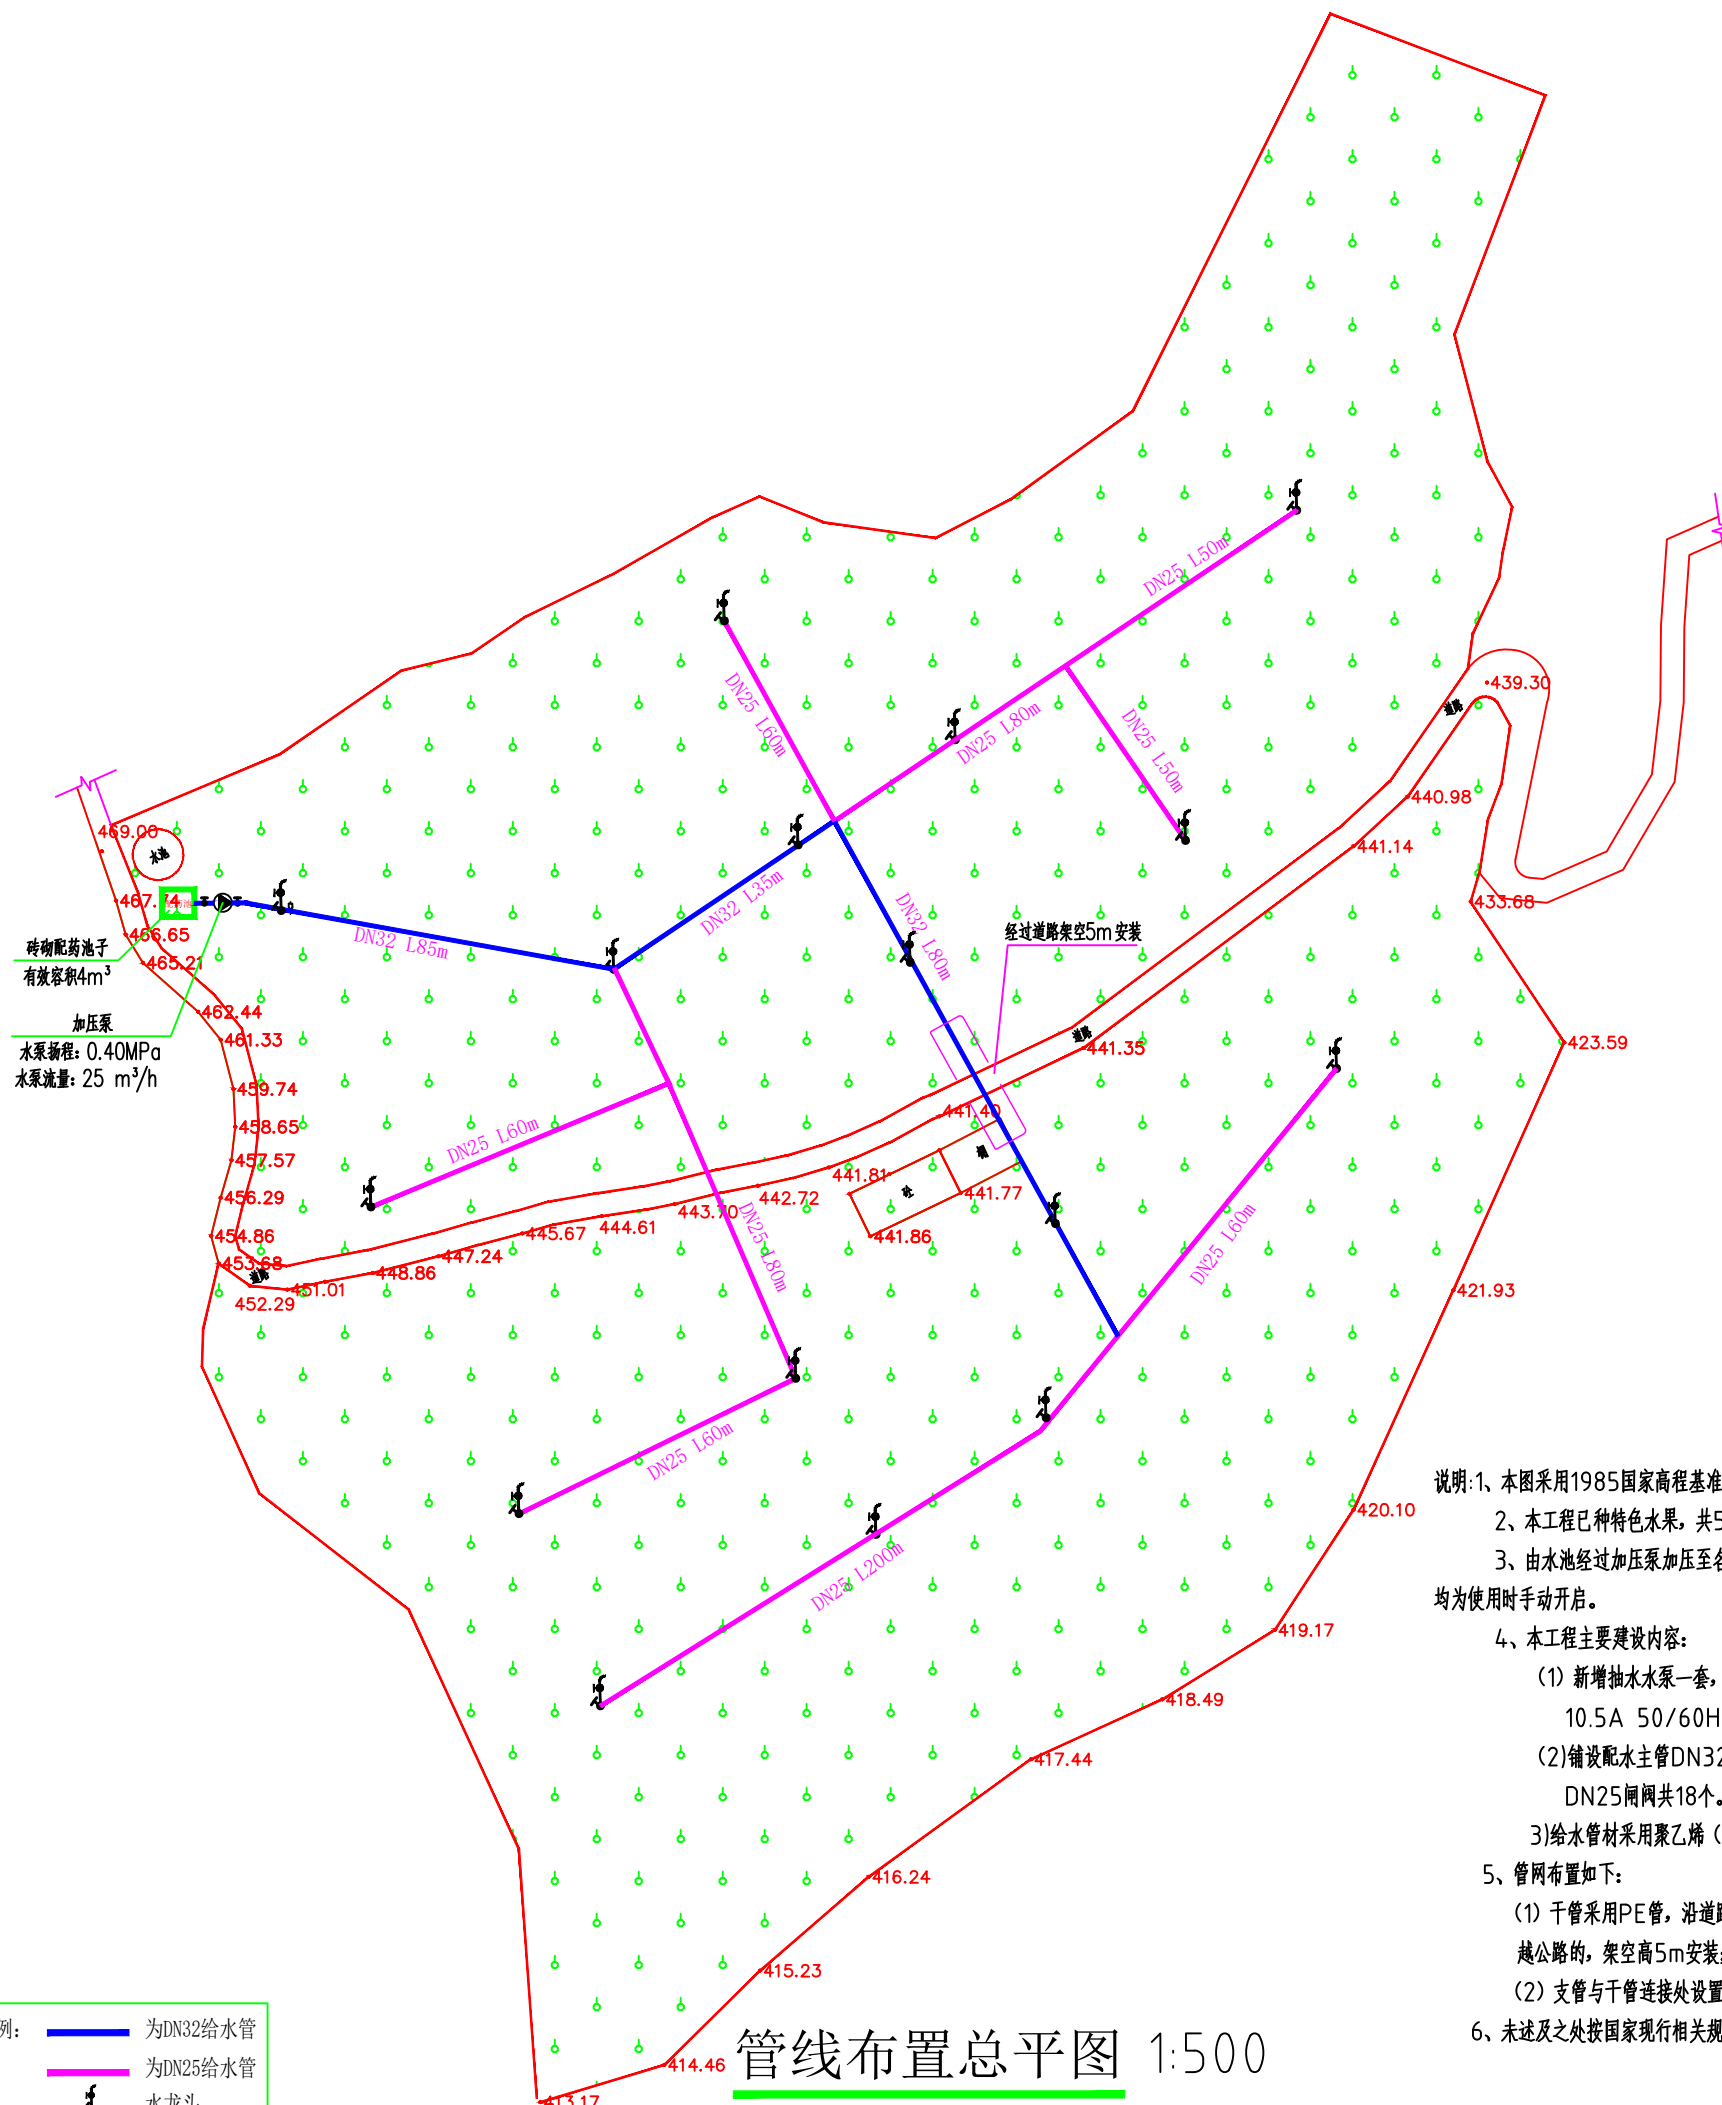 DN25 L50m
DN25 L60m
DN25 L80m
DN25 L50m
439.30
道路
440.98
441.14
469.00
水池
467.74
466.65
465.21
砖砌配药池子
有效容积4m³
加压泵
水泵扬程: 0.40MPa
水泵流量: 25 m³/h
DN32 L85m
DN32 L35m
DN32 L80m
经过道路架空5m安装
433.68
423.59
462.44
461.33
459.74
458.65
457.57
456.29
454.86
453.68
道路
452.29
451.01
448.86
447.24
445.67
444.61
443.70
442.72
441.81
441.40
441.35
道路
441.77
441.86
砼
DN25 L60m
DN25 L80m
DN25 L60m
DN25 L60m
DN25 L200m
421.93
420.10
419.17
418.49
417.44
416.24
415.23
414.46
413.17
说明:1、本图采用1985国家高程基准
2、本工程已种特色水果，共5
3、由水池经过加压泵加压至各
均为使用时手动开启。
4、本工程主要建设内容:
(1) 新增抽水水泵一套，
10.5A 50/60H
(2)铺设配水主管DN32
DN25闸阀共18个。
3)给水管材采用聚乙烯（
5、管网布置如下:
(1) 干管采用PE管，沿道路
越公路的，架空高5m安装
(2) 支管与干管连接处设置
6、未述及之处按国家现行相关规
例:
为DN32给水管
为DN25给水管
水龙头
管线布置总平图 1:500